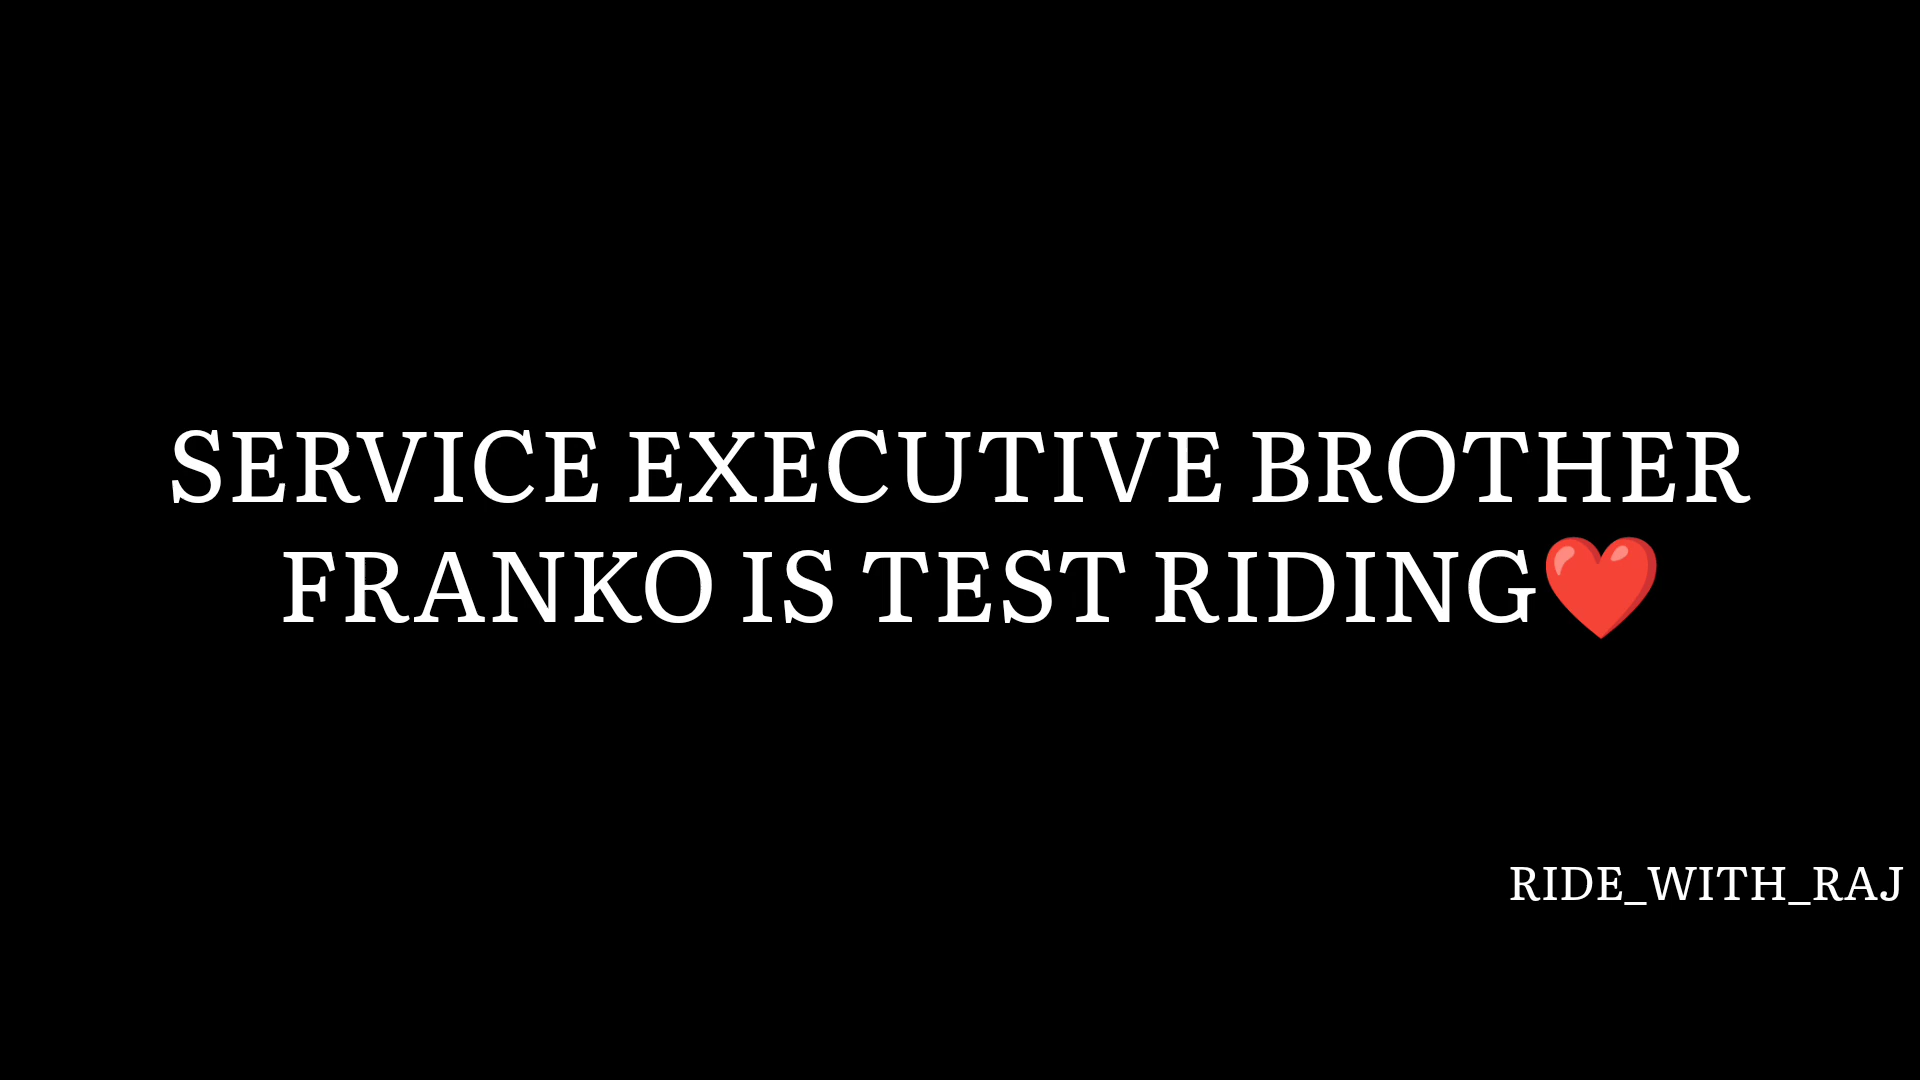 SERVICE EXECUTIVE BROTHER
FRANKO IS TEST RIDING❤️
RIDE_WITH_RAJ